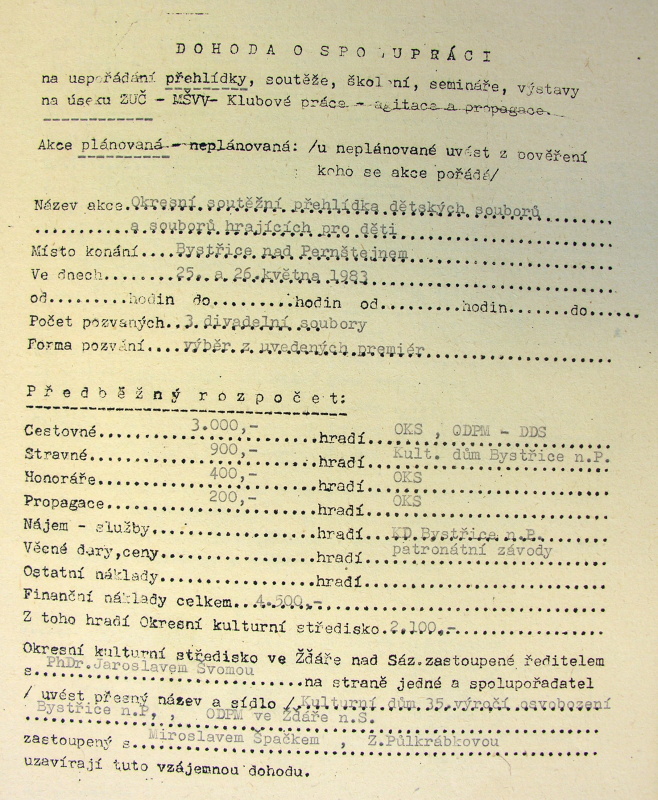 DOHODA O SPOLUPRÁCI
na uspořádání přehlídky, soutěže, školení, semináře, výstavy
na úseku ZUČ - MŠVV- Klubové práce - agitace a propagace.
Akce plánovaná - neplánovaná: /u neplánované uvést z pověření
koho se akce pořádá/
Název akce.Okresní soutěžní přehlídka dětských souborů
a souborů hrajících pro děti
Místo konání....Bystřice nad Pernštejnem
Ve dnech........25. a 26.května 1983
od.........hodin do..........hodin od..........hodin.......do......
Počet pozvaných..3 divadelní soubory
Forma pozvání....výběr z uvedených premiér
Předběžný rozpočet:
Cestovné..........3.000,-......hradí...OKS , ODPM - DDS
Stravné...........900,-......hradí...Kult. dům Bystřice n.P.
Honoráře..........400,-......hradí...OKS
Propagace.........200,-......hradí...OKS
Nájem - služby.................hradí...KD Bystřice n.P.
Věcné dary,ceny................hradí...patronátní závody
Ostatní náklady................hradí.......................
Finanční náklady celkem...4.500,-
Z toho hradí Okresní kulturní středisko.2.100,-
Okresní kulturní středisko ve Žďáře nad Sáz.zastoupené ředitelem
s.PhDr.Jaroslavem Švomou.........na straně jedné a spolupořadatel
/ uvést přesný název a sídlo /.Kulturní dům 35.výročí osvobození
Bystřice n.P. , ODPM ve Žďáře n.S.
zastoupený s..Miroslavem Špačkem , Z.Půlkrábkovou
uzavírají tuto vzájemnou dohodu.